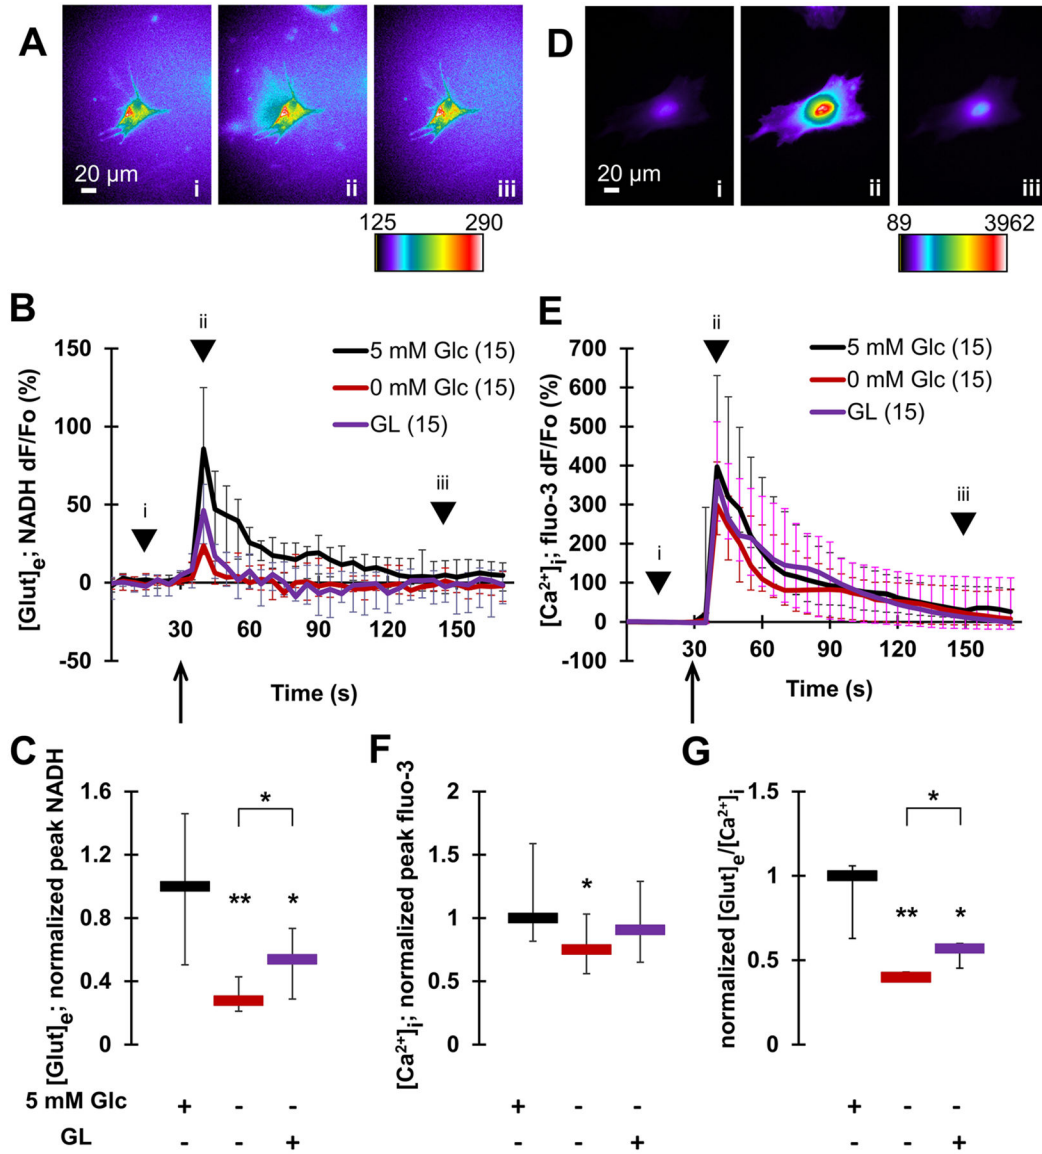 A
20 µm
i
ii
iii
125 290
D
20 µm
i
ii
iii
89 3962
B
[Glut]e; NADH dF/Fo (%)
150
100
50
0
-50
i
ii
iii
5 mM Glc (15)
0 mM Glc (15)
GL (15)
30 60 90 120 150
Time (s)
E
[Ca²⁺]i; fluo-3 dF/Fo (%)
700
600
500
400
300
200
100
0
-100
i
ii
iii
5 mM Glc (15)
0 mM Glc (15)
GL (15)
30 60 90 120 150
Time (s)
C
[Glut]e; normalized peak NADH
1.6
1.2
0.8
0.4
0
*
** *
F
[Ca²⁺]i; normalized peak fluo-3
2
1.5
1
0.5
0
*
G
normalized [Glut]e/[Ca²⁺]i
1.5
1
0.5
0
*
** *
5 mM Glc + - - + - - + - -
GL - - + - - + - - +